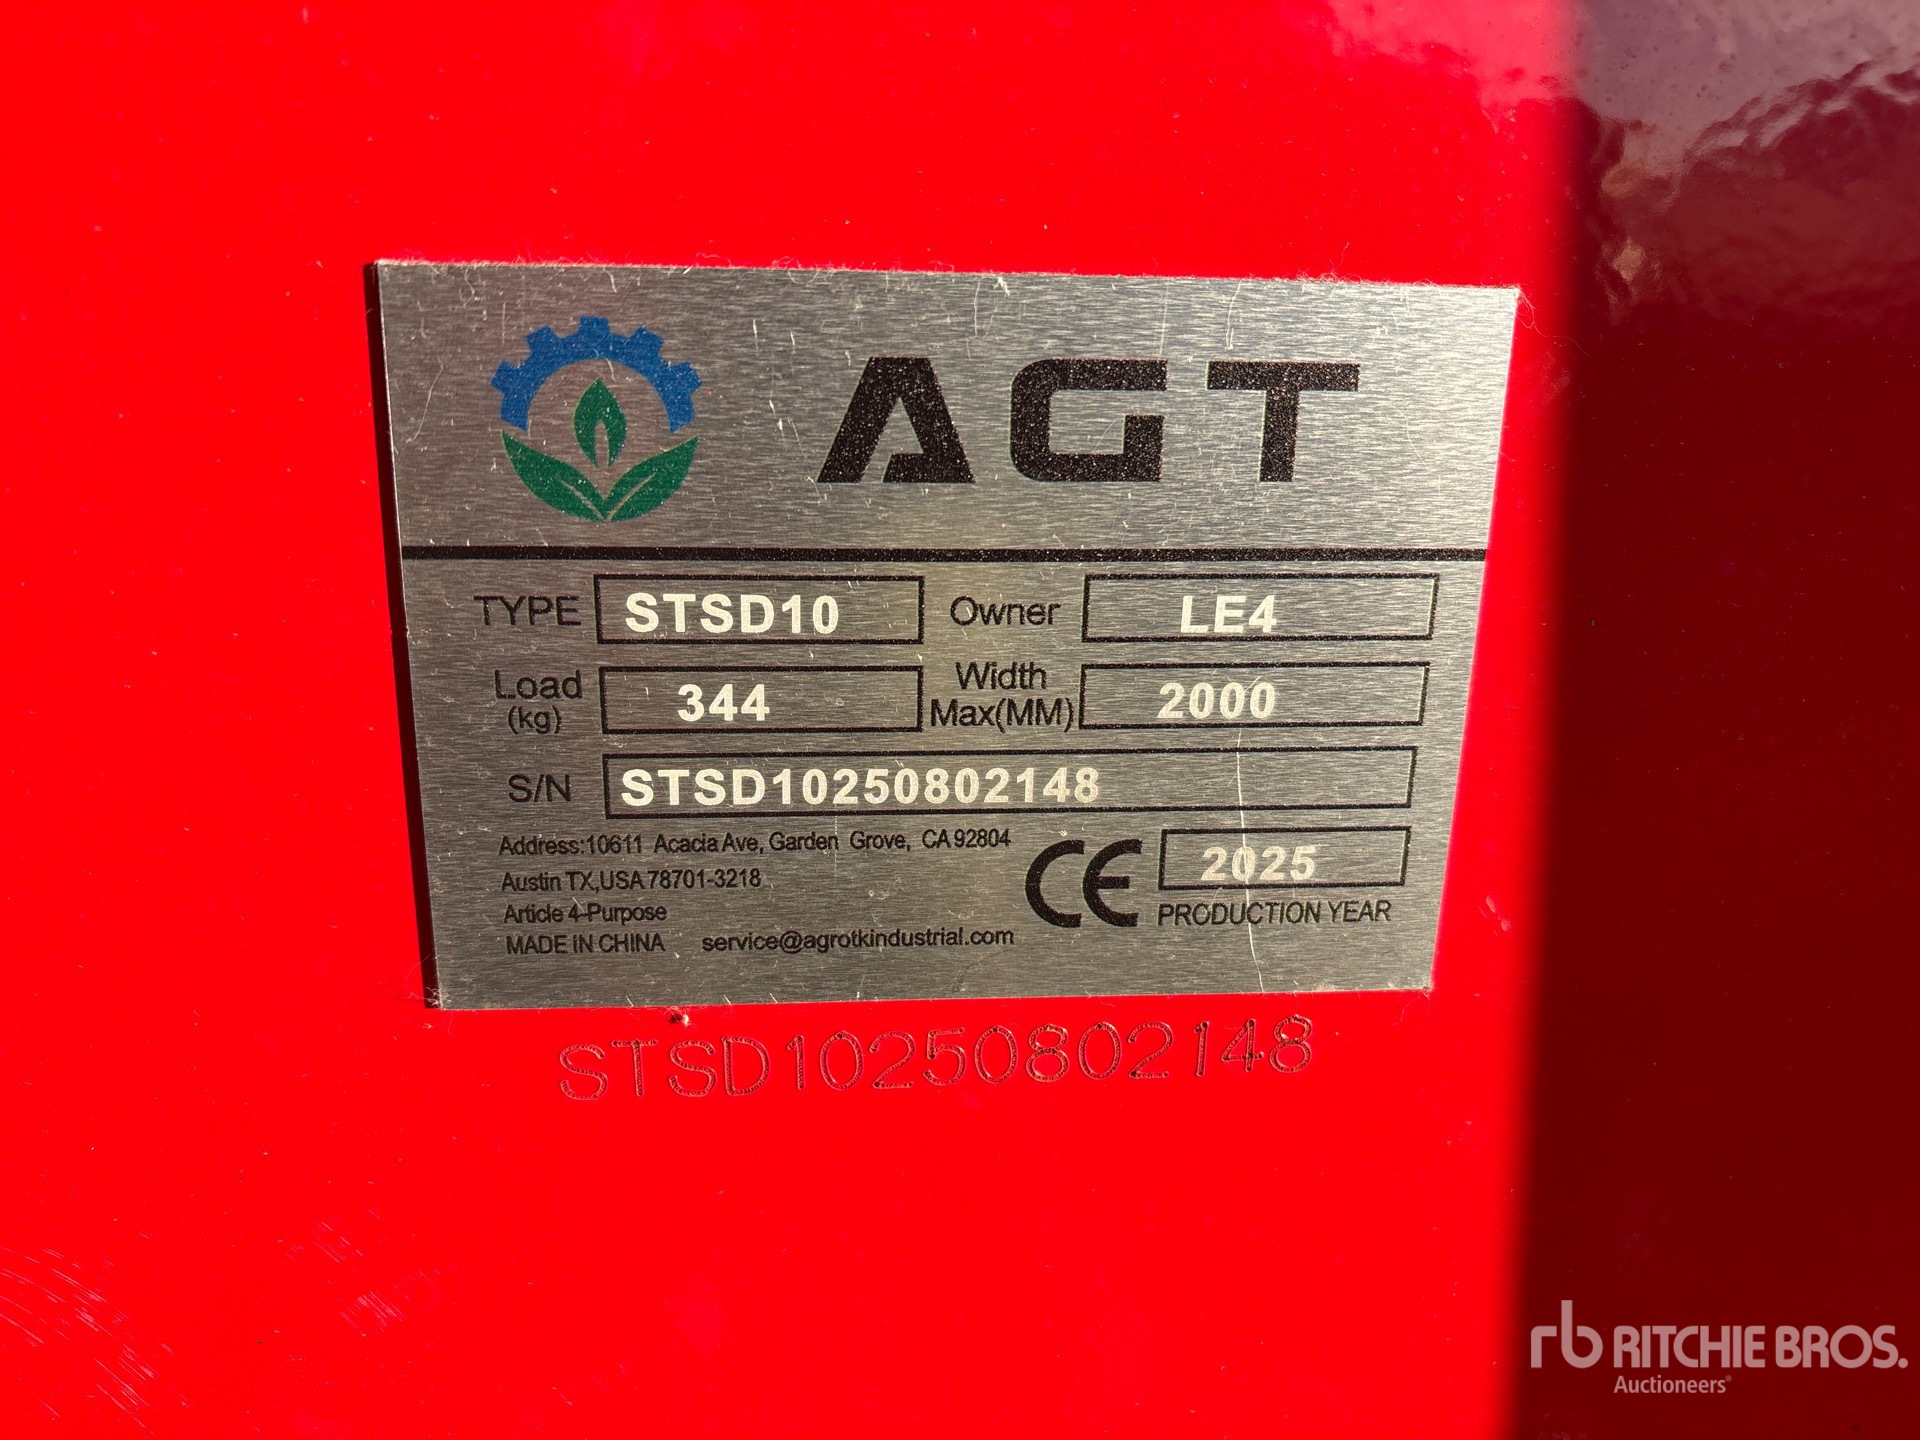 AGT
TYPE STSD10 Owner LE4
Load (kg) 344 Width Max(MM) 2000
S/N STSD10250802148
Address:10611 Acacia Ave, Garden Grove, CA 92804
Austin TX,USA 78701-3218
Article 4-Purpose
MADE IN CHINA service@agrotkindustrial.com
CE 2025
PRODUCTION YEAR
STSD10250802148
rb RITCHIE BROS.
Auctioneers®